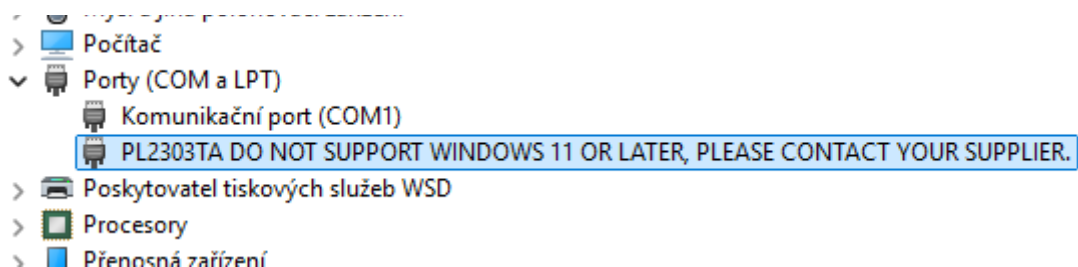 Počítač
Porty (COM a LPT)
Komunikační port (COM1)
PL2303TA DO NOT SUPPORT WINDOWS 11 OR LATER, PLEASE CONTACT YOUR SUPPLIER.
Poskytovatel tiskových služeb WSD
Procesory
Přenosná zařízení